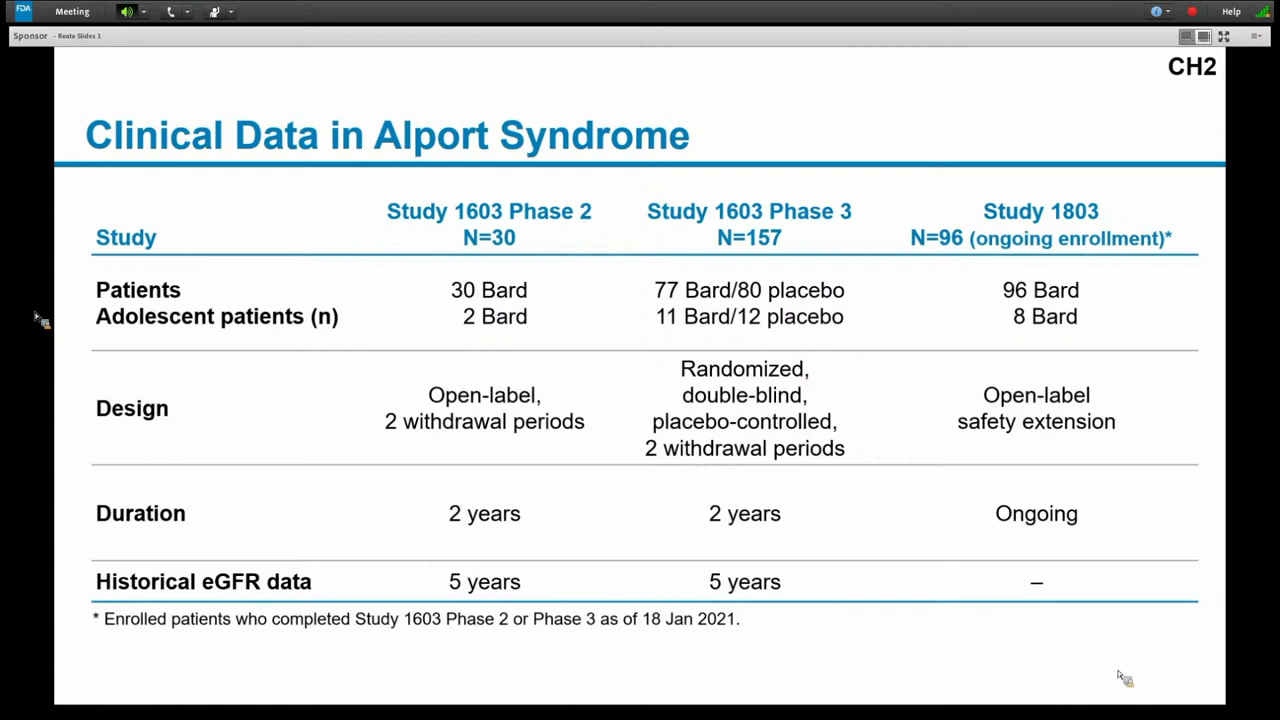 FDA Meeting Help
Sponsor - Reata Slides 1
CH2
Clinical Data in Alport Syndrome
Study 1603 Phase 2 Study 1603 Phase 3 Study 1803
Study N=30 N=157 N=96 (ongoing enrollment)*
Patients 30 Bard 77 Bard/80 placebo 96 Bard
Adolescent patients (n) 2 Bard 11 Bard/12 placebo 8 Bard
Design
Open-label,
2 withdrawal periods
Randomized,
double-blind,
placebo-controlled,
2 withdrawal periods
Open-label
safety extension
Duration 2 years 2 years Ongoing
Historical eGFR data 5 years 5 years –
* Enrolled patients who completed Study 1603 Phase 2 or Phase 3 as of 18 Jan 2021.